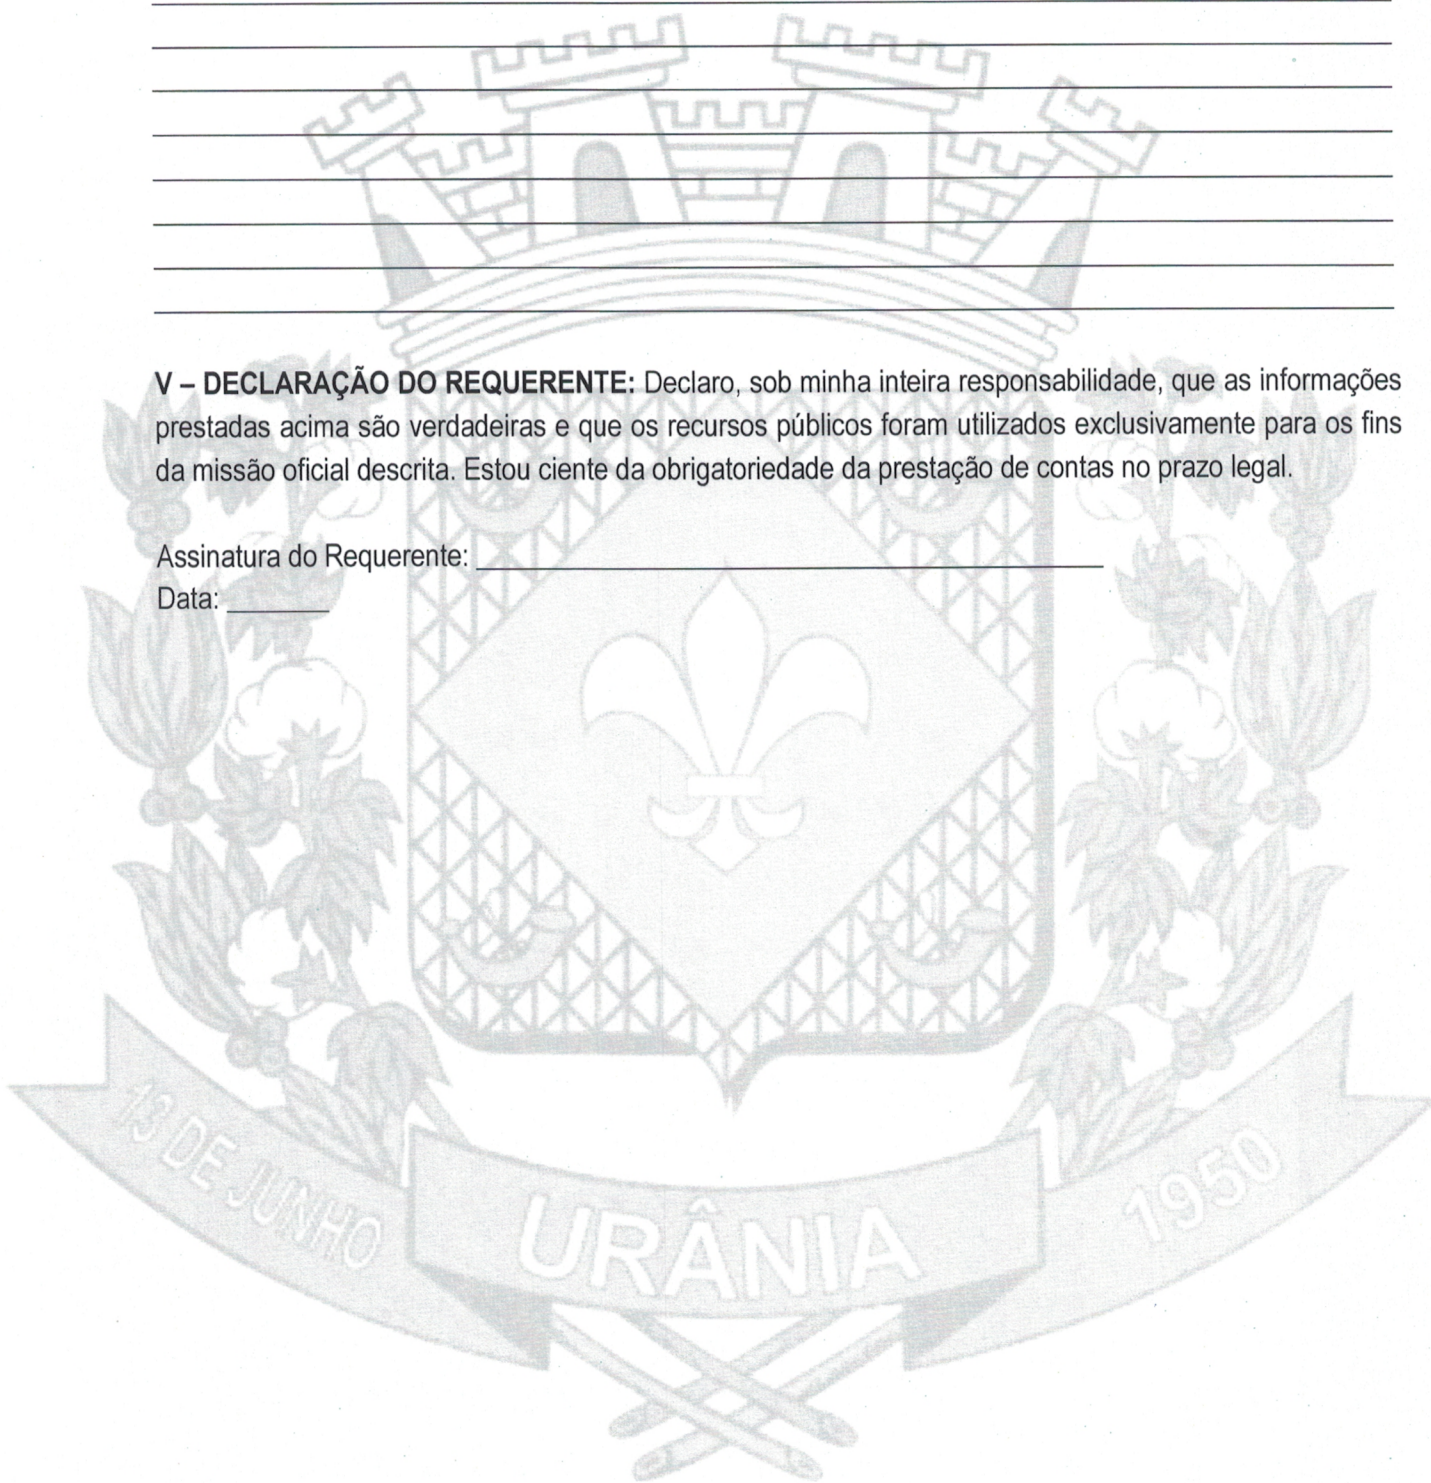 V – DECLARAÇÃO DO REQUERENTE: Declaro, sob minha inteira responsabilidade, que as informações
prestadas acima são verdadeiras e que os recursos públicos foram utilizados exclusivamente para os fins
da missão oficial descrita. Estou ciente da obrigatoriedade da prestação de contas no prazo legal.
Assinatura do Requerente:
Data:
13 DE JUNHO
URÂNIA
1950